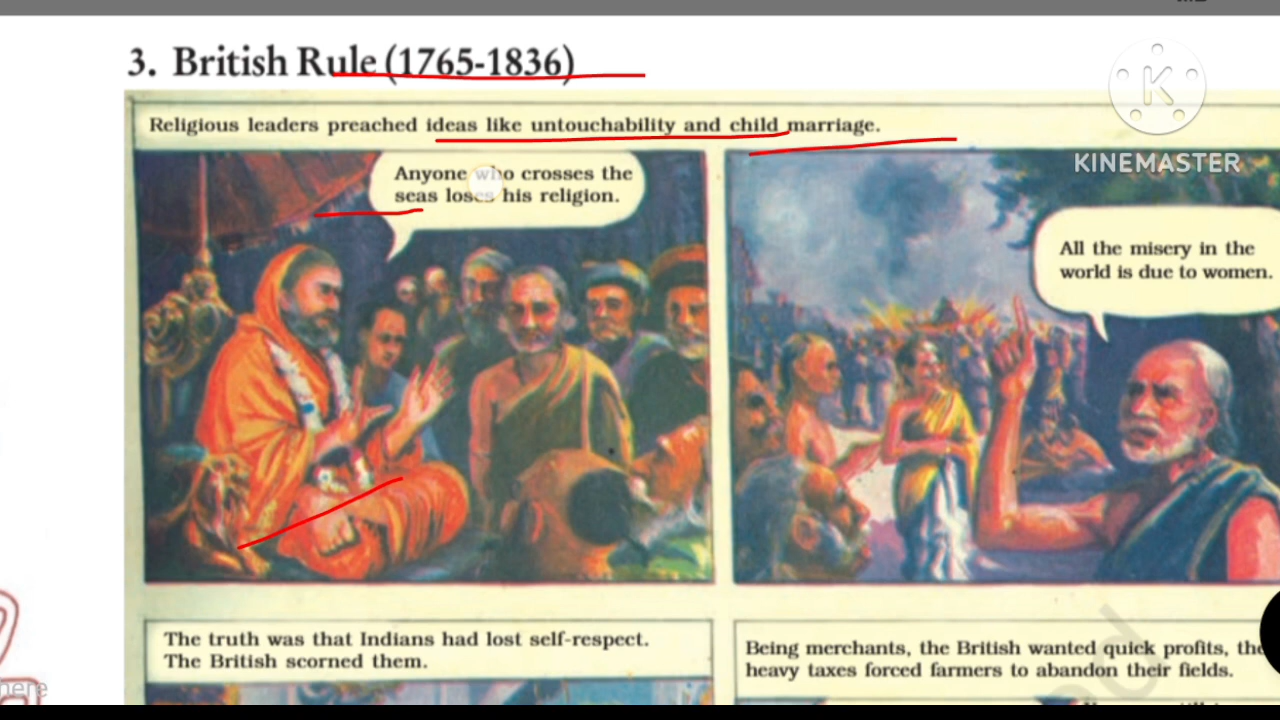 3. British Rule (1765-1836)
K
KINEMASTER
Religious leaders preached ideas like untouchability and child marriage.
Anyone who crosses the
seas loses his religion.
All the misery in the
world is due to women.
The truth was that Indians had lost self-respect.
The British scorned them.
Being merchants, the British wanted quick profits,
heavy taxes forced farmers to abandon their fields.
here